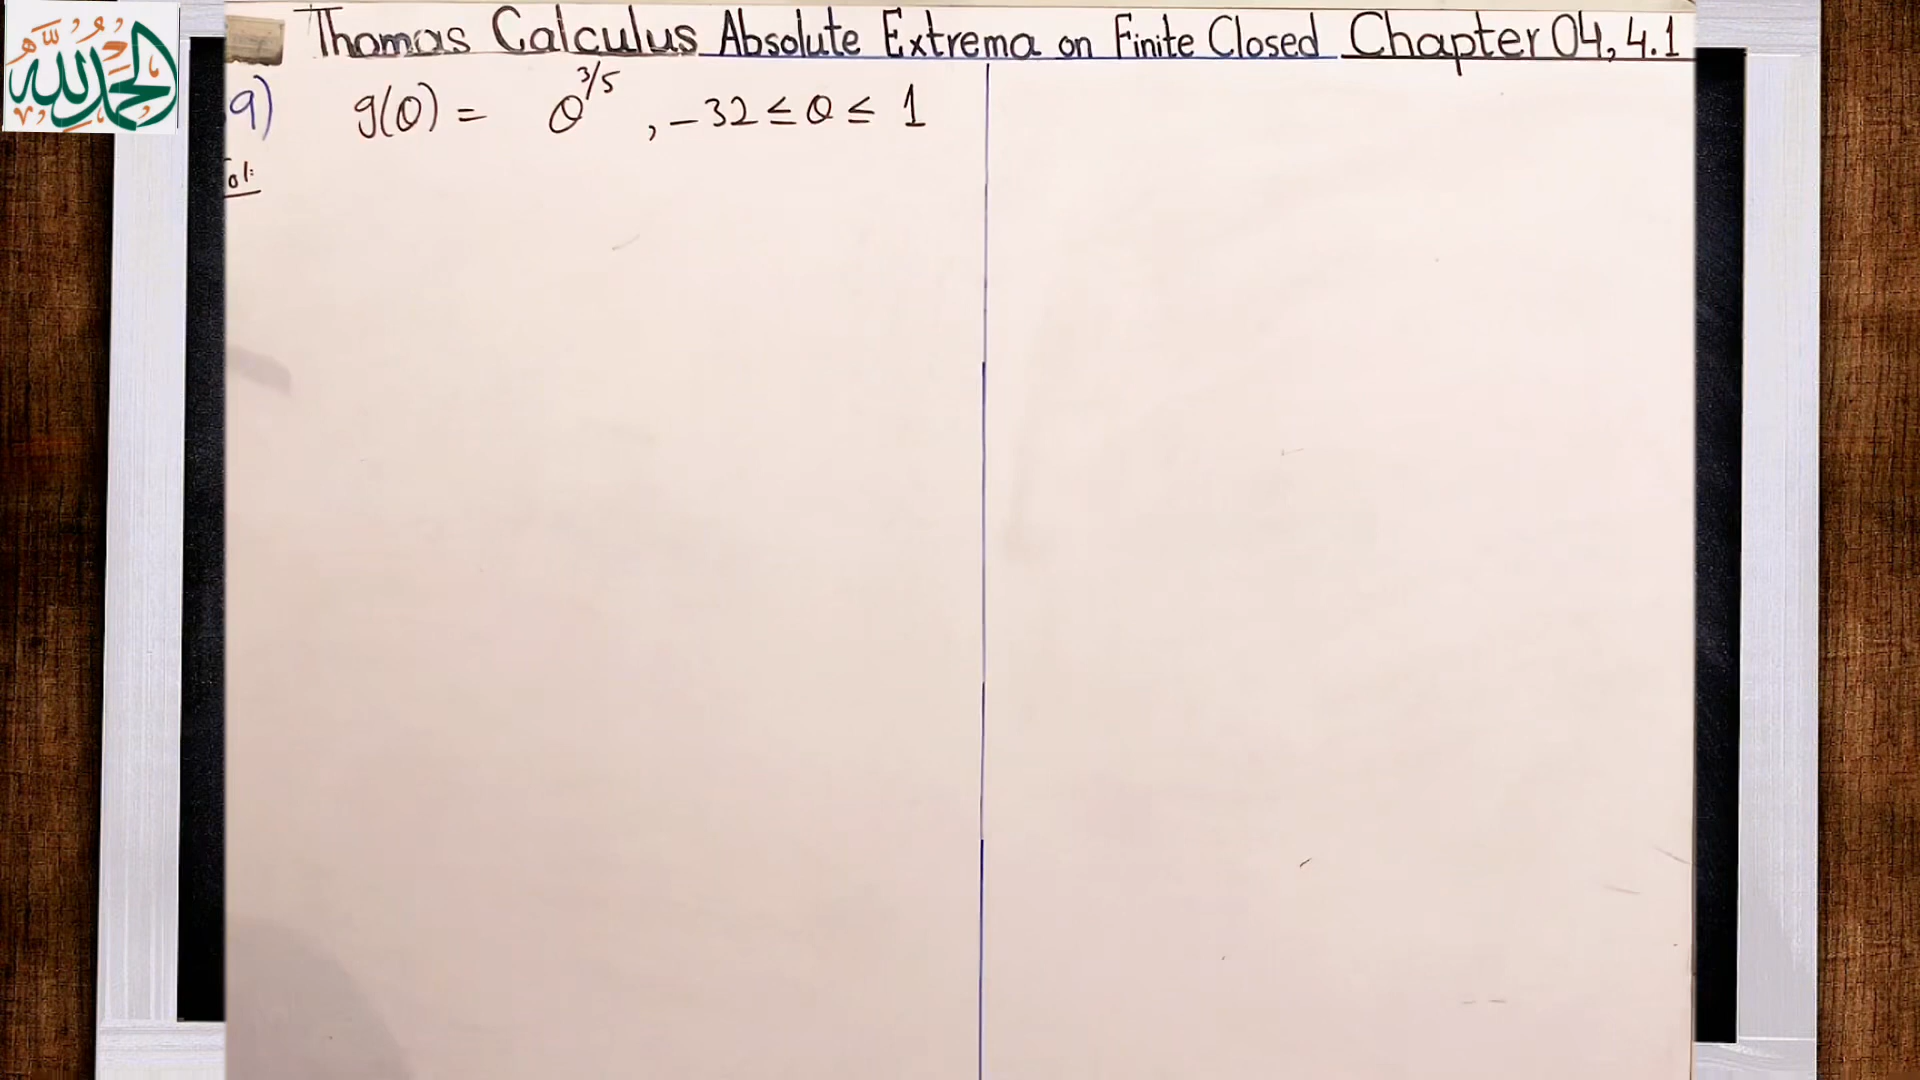 الحمد لله
Thomas Calculus Absolute Extrema on Finite Closed Chapter 04, 4.1
9) g(θ) = θ^3/5 , -32 ≤ θ ≤ 1
Sol: